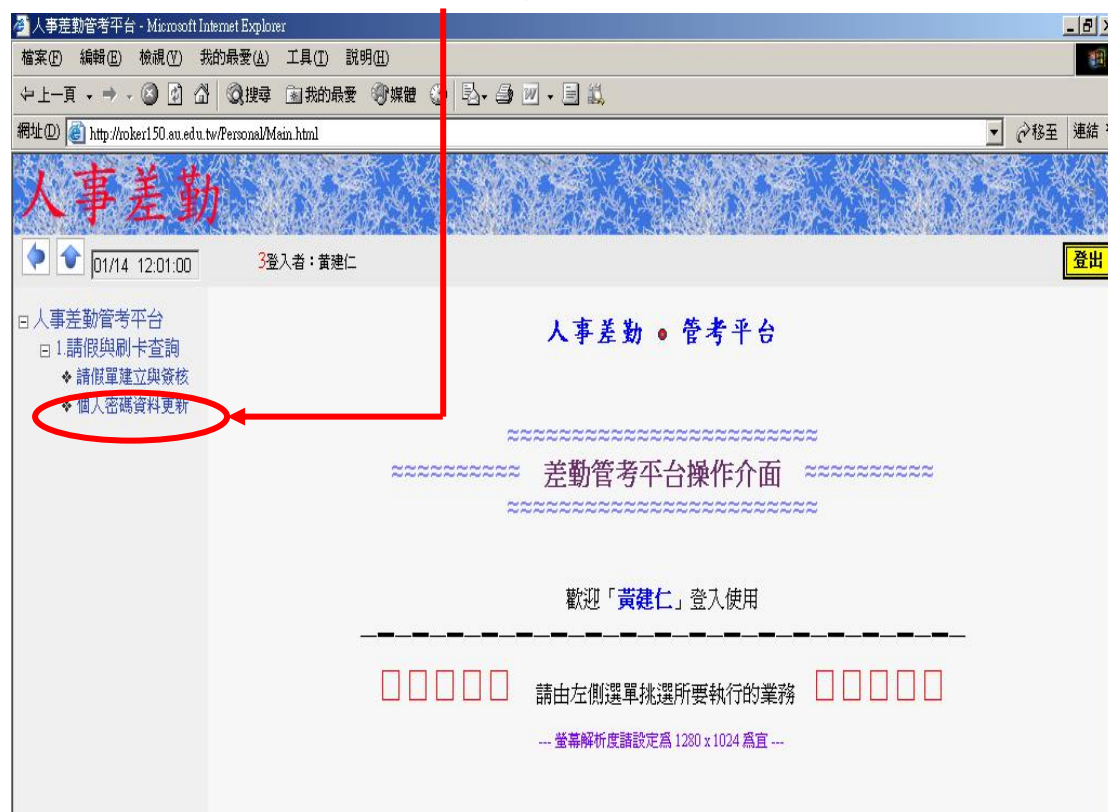 人事差勤管考平台 - Microsoft Internet Explorer
檔案(F) 編輯(E) 檢視(V) 我的最愛(A) 工具(T) 說明(H)
上一頁 搜尋 我的最愛 媒體
網址(D) http://roker150.au.edu.tw/Personal/Main.html 移至 連結
人事差勤
01/14 12:01:00 3登入者：黃建仁 登出
人事差勤管考平台
1.請假與刷卡查詢
請假單建立與簽核
個人密碼資料更新
人事差勤 ● 管考平台
≈≈≈≈≈≈≈≈≈≈≈≈≈≈≈≈≈≈≈≈≈≈≈≈
≈≈≈≈≈≈≈≈≈≈ 差勤管考平台操作介面 ≈≈≈≈≈≈≈≈≈≈
≈≈≈≈≈≈≈≈≈≈≈≈≈≈≈≈≈≈≈≈≈≈≈≈
歡迎「黃建仁」登入使用
□□□□□ 請由左側選單挑選所要執行的業務 □□□□□
--- 螢幕解析度請設定為 1280 x 1024 為宜 ---